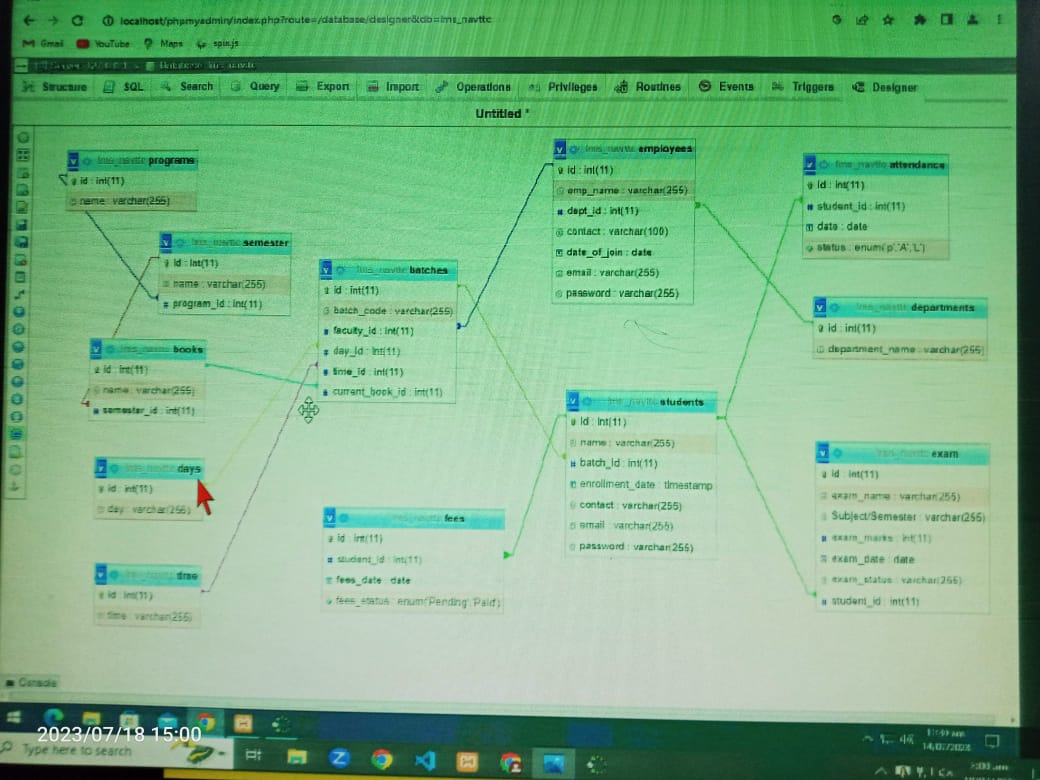 localhost/phpmyadmin/index.php?route=/database/designer&db=lms_navttc
Gmail YouTube Maps spin.js
Database: lms_navttc
Structure SQL Search Query Export Import Operations Privileges Routines Events Triggers Designer
Untitled *
lms_navttc programs
id : int(11)
name : varchar(255)
lms_navttc semester
id : int(11)
name : varchar(255)
program_id : int(11)
lms_navttc books
id : int(11)
name : varchar(255)
semester_id : int(11)
lms_navttc days
id : int(11)
day : varchar(255)
lms_navttc time
id : int(11)
time : varchar(255)
lms_navttc batches
id : int(11)
batch_code : varchar(255)
faculty_id : int(11)
day_id : int(11)
time_id : int(11)
current_book_id : int(11)
lms_navttc fees
id : int(11)
student_id : int(11)
fees_date : date
fees_status : enum('Pending','Paid')
lms_navttc employees
id : int(11)
emp_name : varchar(255)
dept_id : int(11)
contact : varchar(100)
date_of_join : date
email : varchar(255)
password : varchar(255)
lms_navttc students
id : int(11)
name : varchar(255)
batch_id : int(11)
enrollment_date : timestamp
contact : varchar(255)
email : varchar(255)
password : varchar(255)
lms_navttc attendance
id : int(11)
student_id : int(11)
date : date
status : enum('p','A','L')
lms_navttc departments
id : int(11)
department_name : varchar(255)
lms_navttc exam
id : int(11)
exam_name : varchar(255)
Subject/Semester : varchar(255)
exam_marks : int(11)
exam_date : date
exam_status : varchar(255)
student_id : int(11)
Console
2023/07/18 15:00
14/07/2023
Type here to search